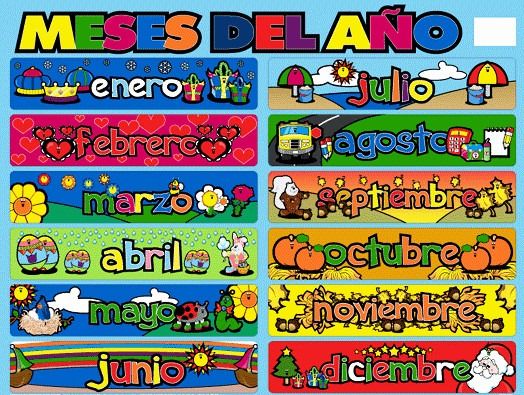 MESES DEL AÑO
enero
febrero
marzo
abril
mayo
junio
julio
agosto
septiembre
octubre
noviembre
diciembre